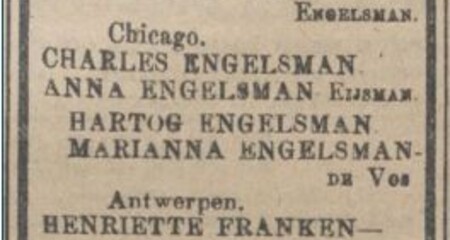 ENGELSMAN.
Chicago.
CHARLES ENGELSMAN
ANNA ENGELSMAN EIJSMAN.
HARTOG ENGELSMAN
MARIANNA ENGELSMAN-
DE VOS
Antwerpen.
HENRIETTE FRANKEN—